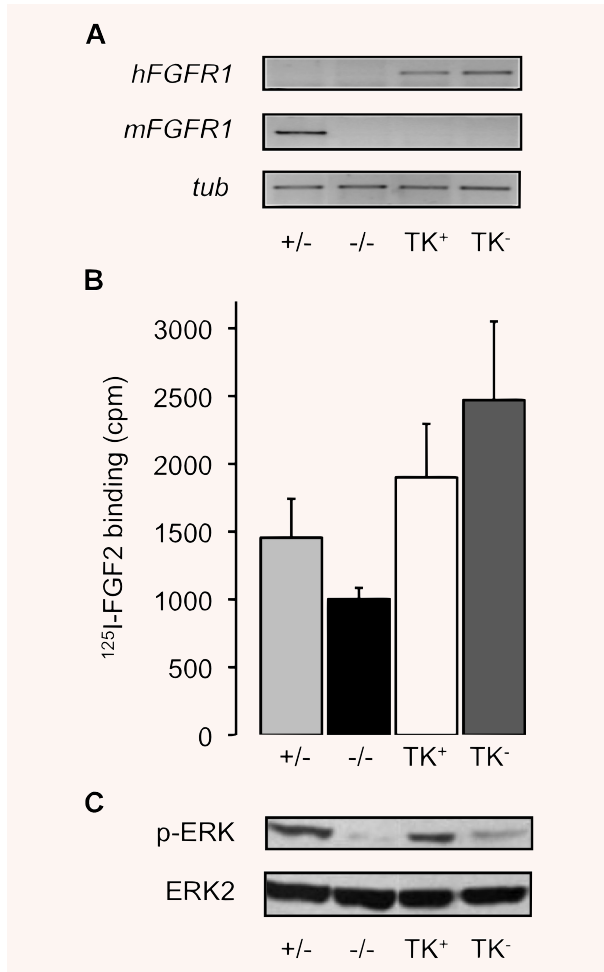 A
hFGFR1
mFGFR1
tub
+/- -/- TK⁺ TK⁻
B
3000
2500
2000
1500
1000
500
0
¹²⁵I-FGF2 binding (cpm)
+/- -/- TK⁺ TK⁻
C
p-ERK
ERK2
+/- -/- TK⁺ TK⁻